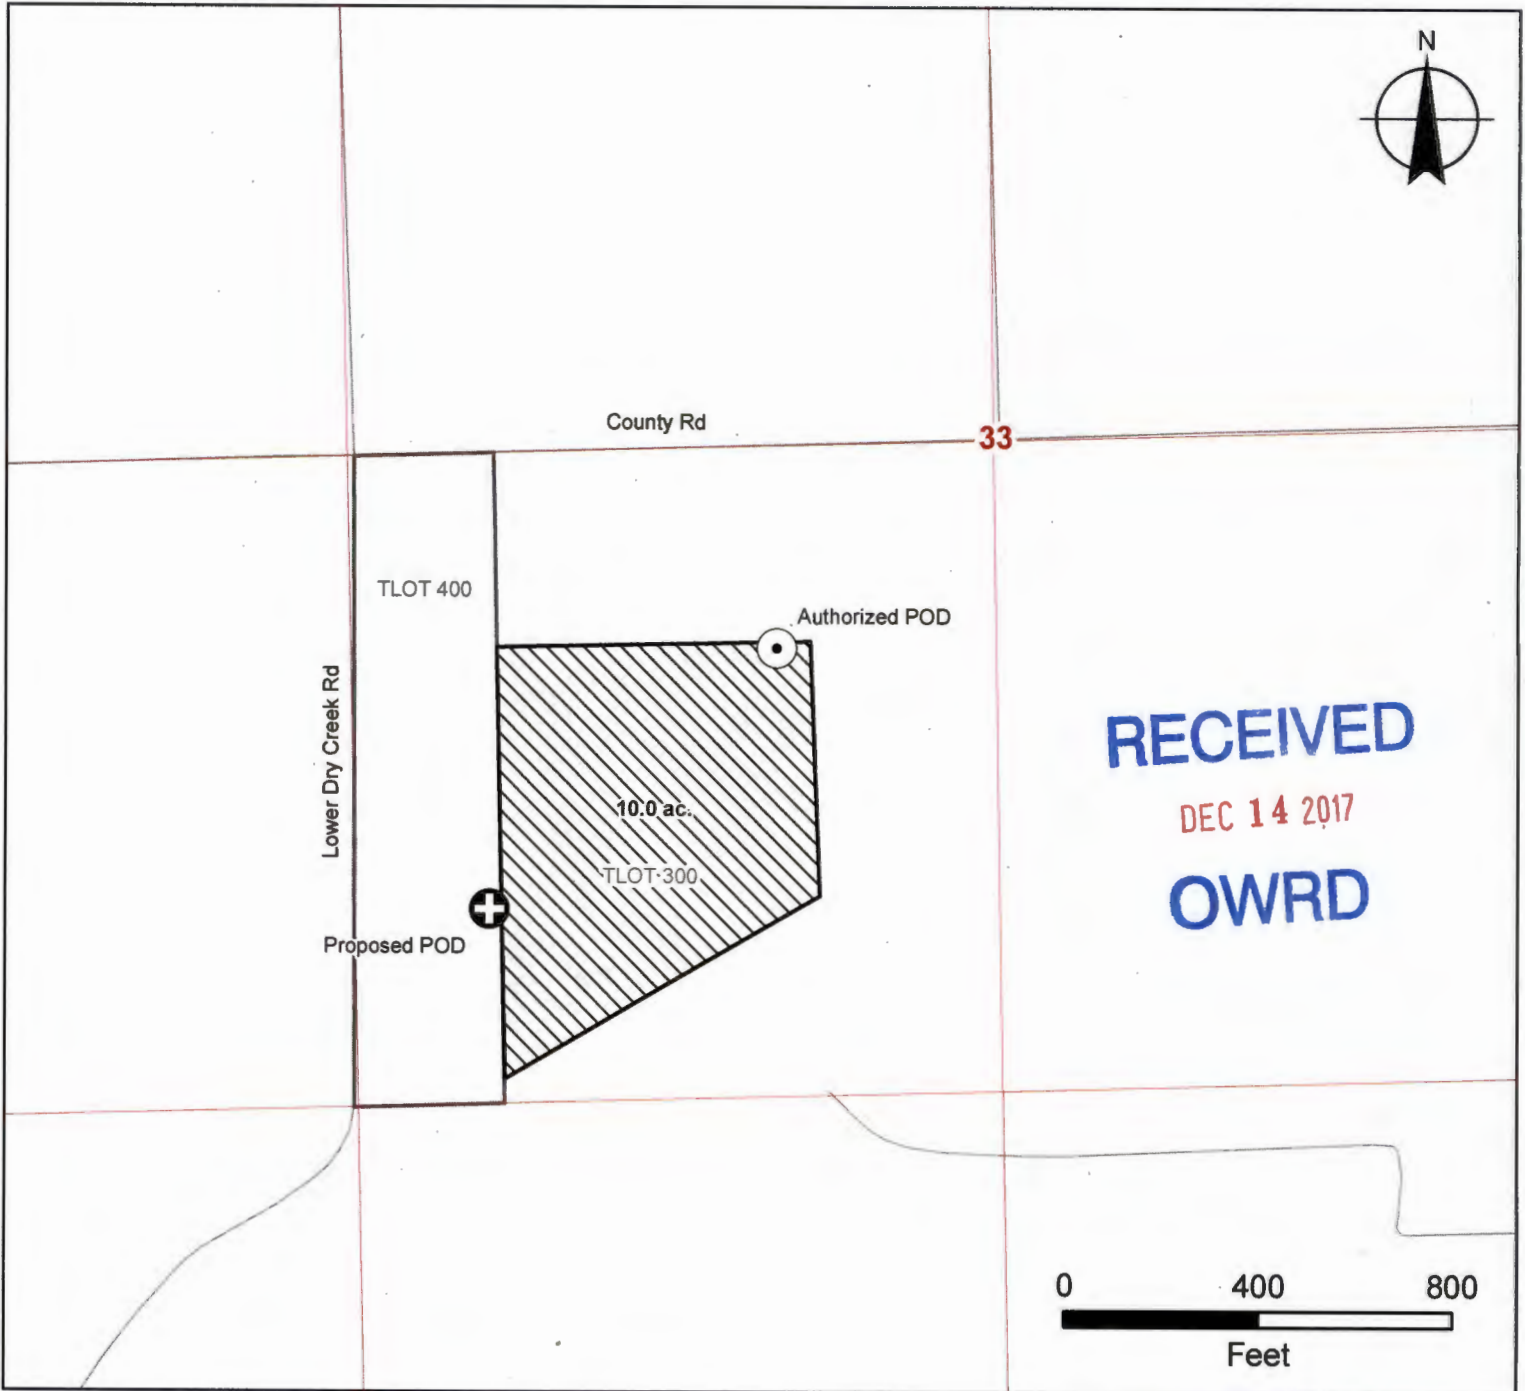 N
County Rd
33
TLOT 400
Authorized POD
Lower Dry Creek Rd
RECEIVED
10.0 ac.
DEC 14 2017
TLOT 300
OWRD
Proposed POD
0 400 800
Feet